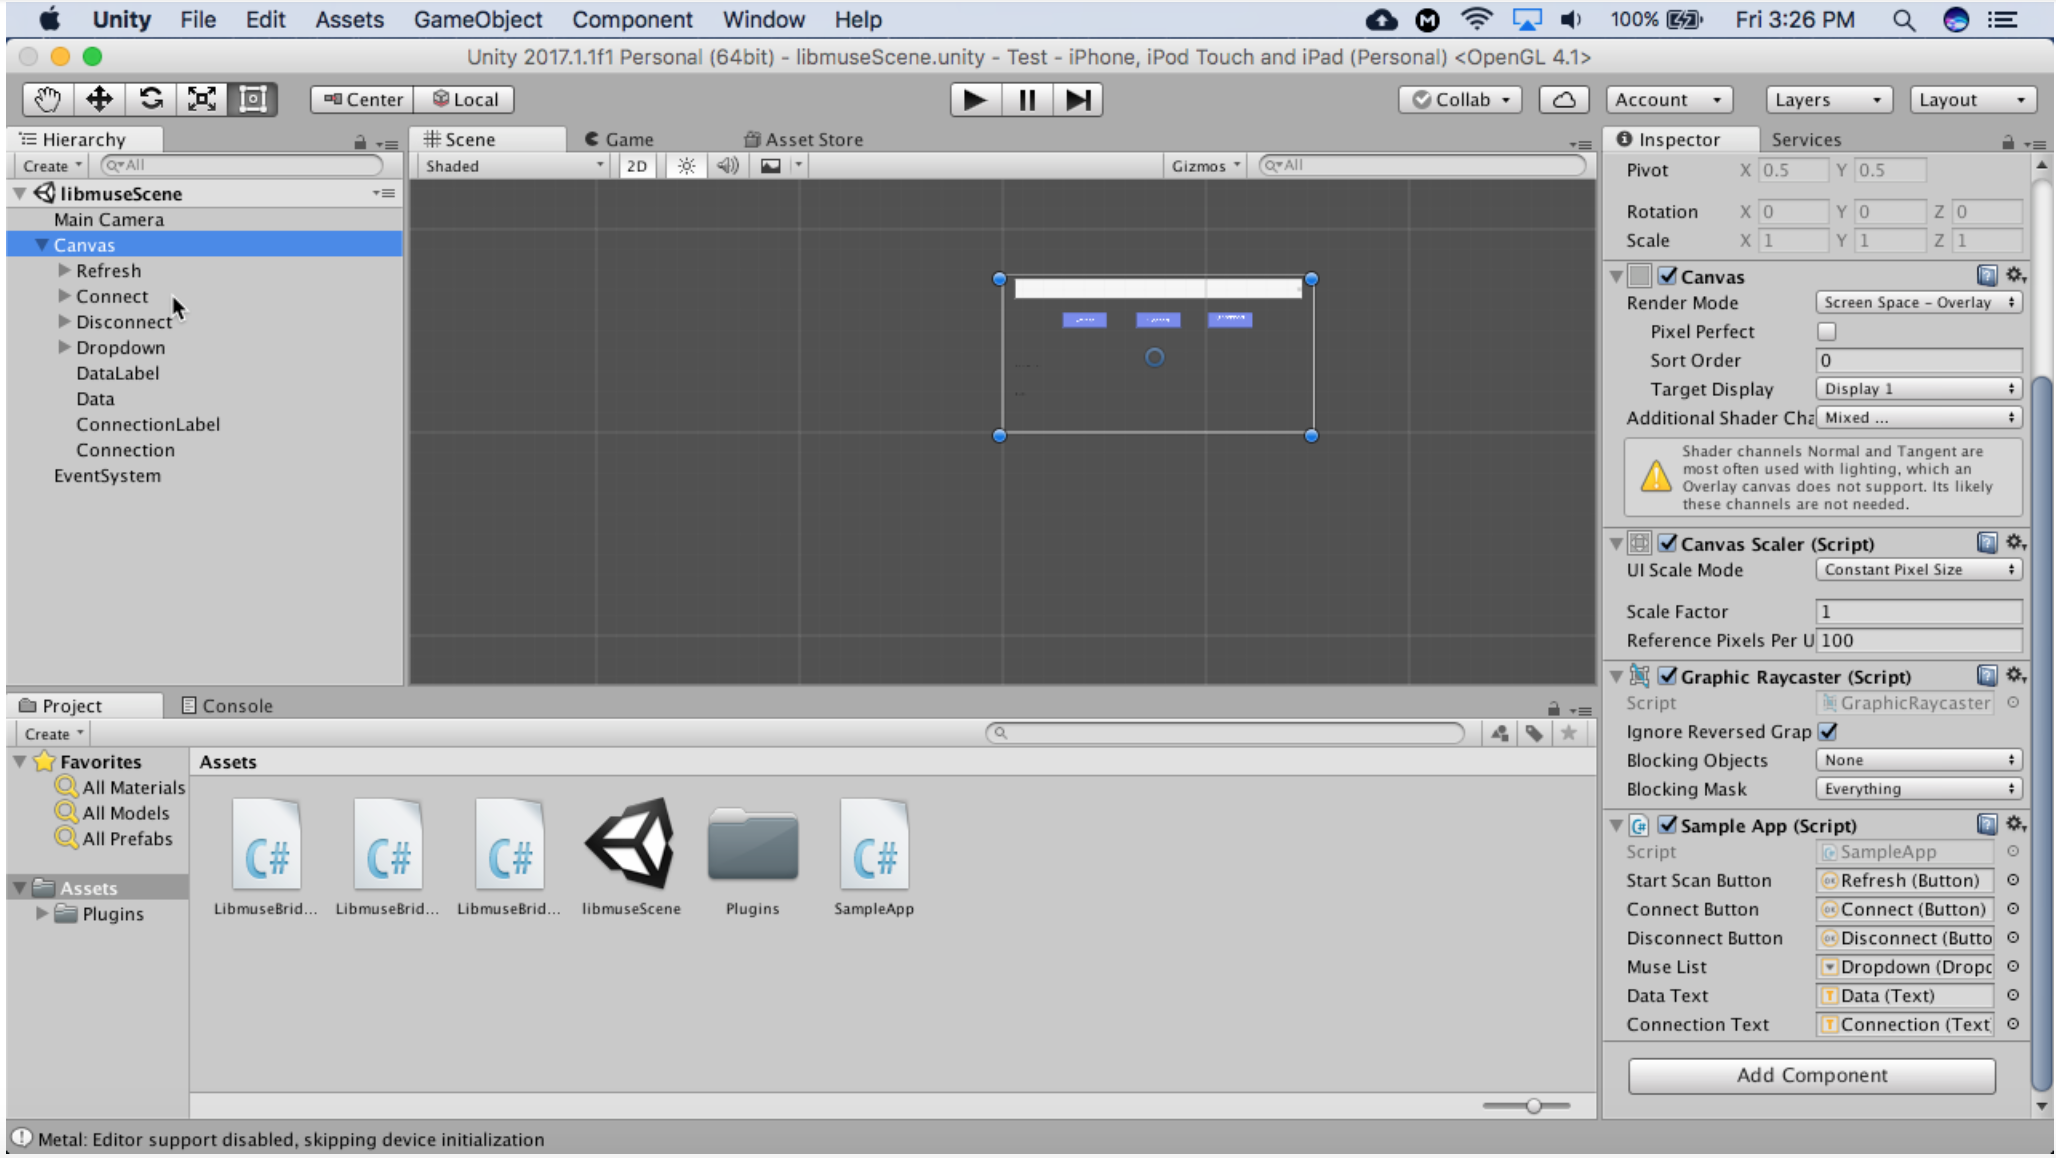 Unity File Edit Assets GameObject Component Window Help 100% Fri 3:26 PM
Unity 2017.1.1f1 Personal (64bit) - libmuseScene.unity - Test - iPhone, iPod Touch and iPad (Personal) <OpenGL 4.1>
Center Local Collab Account Layers Layout
Hierarchy
Create All
libmuseScene
Main Camera
Canvas
Refresh
Connect
Disconnect
Dropdown
DataLabel
Data
ConnectionLabel
Connection
EventSystem
Scene Game Asset Store
Shaded 2D Gizmos All
Inspector Services
Pivot X 0.5 Y 0.5
Rotation X 0 Y 0 Z 0
Scale X 1 Y 1 Z 1
Canvas
Render Mode Screen Space - Overlay
Pixel Perfect
Sort Order 0
Target Display Display 1
Additional Shader Cha Mixed ...
Shader channels Normal and Tangent are
most often used with lighting, which an
Overlay canvas does not support. Its likely
these channels are not needed.
Canvas Scaler (Script)
UI Scale Mode Constant Pixel Size
Scale Factor 1
Reference Pixels Per U 100
Graphic Raycaster (Script)
Script GraphicRaycaster
Ignore Reversed Grap
Blocking Objects None
Blocking Mask Everything
Sample App (Script)
Script SampleApp
Start Scan Button Refresh (Button)
Connect Button Connect (Button)
Disconnect Button Disconnect (Butto
Muse List Dropdown (Dropc
Data Text Data (Text)
Connection Text Connection (Text
Add Component
Project Console
Create
Favorites
All Materials
All Models
All Prefabs
Assets
Plugins
Assets
C# C# C# C#
LibmuseBrid... LibmuseBrid... LibmuseBrid... libmuseScene Plugins SampleApp
Metal: Editor support disabled, skipping device initialization